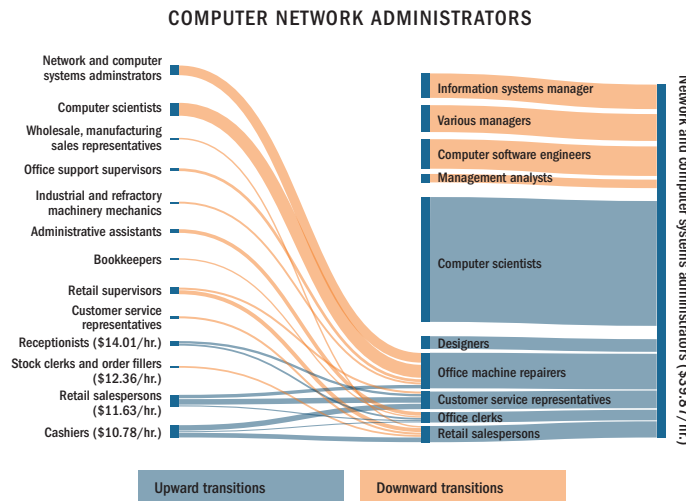 COMPUTER NETWORK ADMINISTRATORS
Network and computer
systems adminstrators
Computer scientists
Wholesale, manufacturing
sales representatives
Office support supervisors
Industrial and refractory
machinery mechanics
Administrative assistants
Bookkeepers
Retail supervisors
Customer service
representatives
Receptionists ($14.01/hr.)
Stock clerks and order fillers
($12.36/hr.)
Retail salespersons
($11.63/hr.)
Cashiers ($10.78/hr.)
Information systems manager
Various managers
Computer software engineers
Management analysts
Computer scientists
Designers
Office machine repairers
Customer service representatives
Office clerks
Retail salespersons
Network and computer systems administrators
Upward transitions
Downward transitions